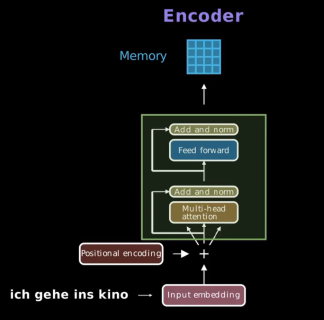 Encoder
Memory
Add and norm
Feed forward
Add and norm
Multi-head
attention
Positional encoding
+
ich gehe ins kino
Input embedding